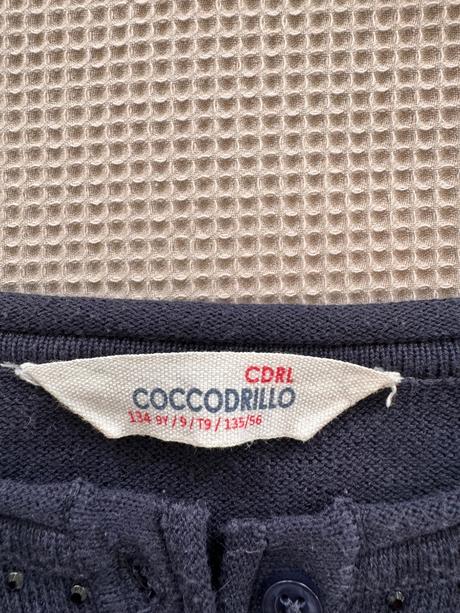 CDRL
COCCODRILLO
134 9Y / 9 / T9 / 135/56